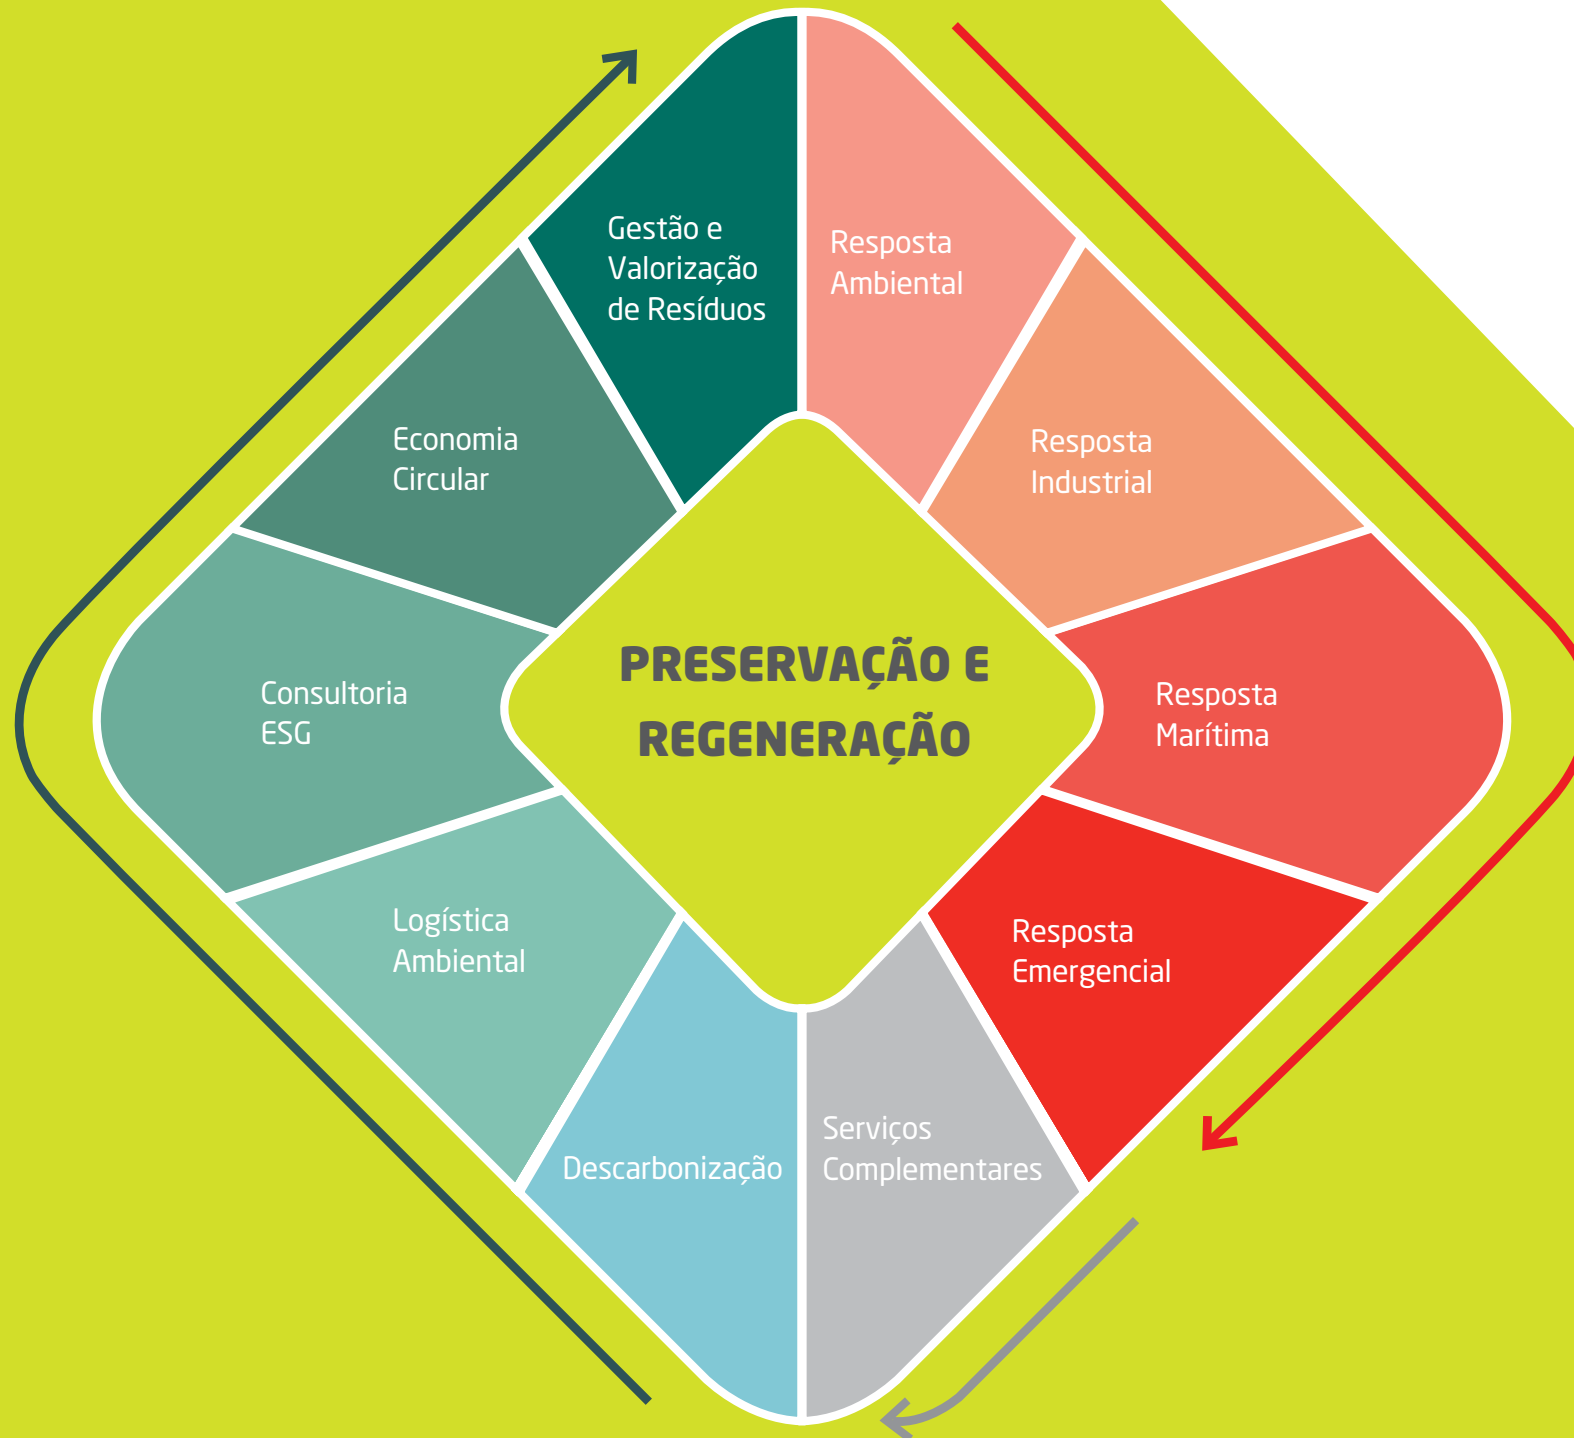 Gestão e
Valorização
de Resíduos
Resposta
Ambiental
Economia
Circular
Resposta
Industrial
PRESERVAÇÃO E
REGENERAÇÃO
Consultoria
ESG
Resposta
Marítima
Logística
Ambiental
Resposta
Emergencial
Descarbonização
Serviços
Complementares